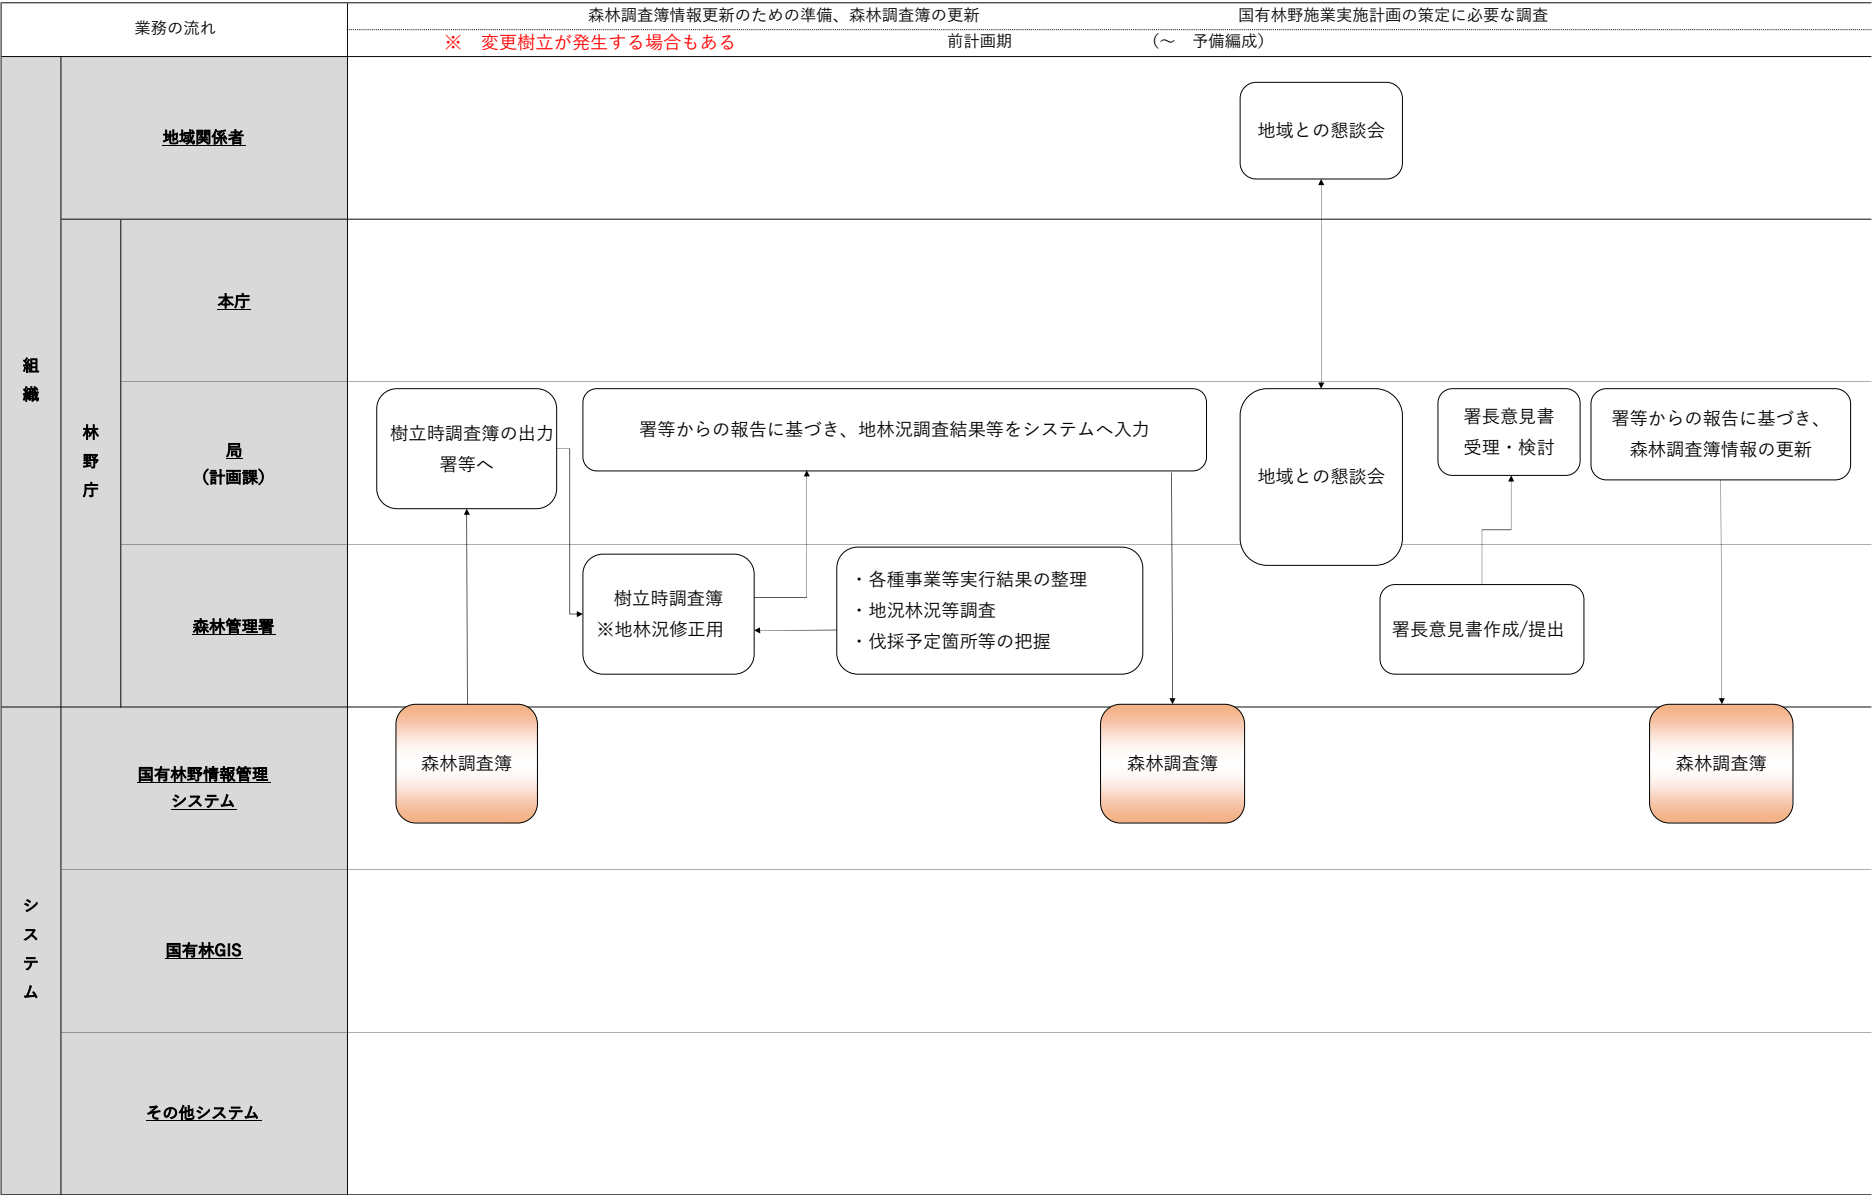 業務の流れ
森林調査簿情報更新のための準備、森林調査簿の更新
国有林野施業実施計画の策定に必要な調査
※　変更樹立が発生する場合もある
前計画期
（～　予備編成）
組織
林野庁
地域関係者
地域との懇談会
本庁
局
（計画課）
樹立時調査簿の出力
署等へ
署等からの報告に基づき、地林況調査結果等をシステムへ入力
地域との懇談会
署長意見書
受理・検討
署等からの報告に基づき、
森林調査簿情報の更新
森林管理署
樹立時調査簿
※地林況修正用
・各種事業等実行結果の整理
・地況林況等調査
・伐採予定箇所等の把握
署長意見書作成/提出
システム
国有林野情報管理
システム
森林調査簿
森林調査簿
森林調査簿
国有林GIS
その他システム